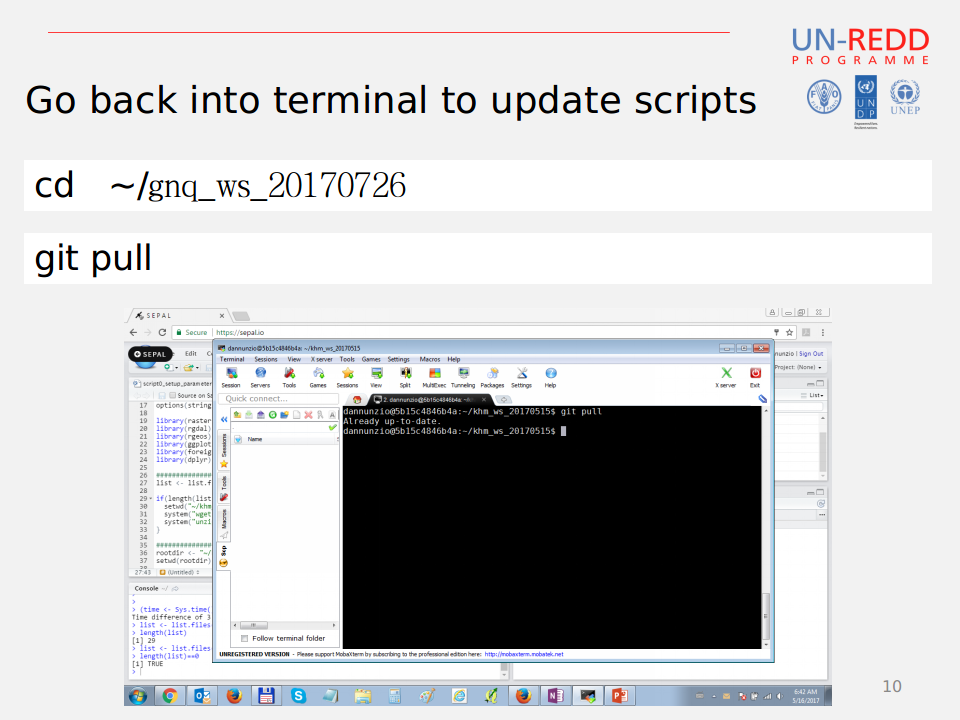 UN-REDD
PROGRAMME
Go back into terminal to update scripts
FAO
UN
DP
UNEP
cd ~/gnq_ws_20170726
git pull
SEPAL
Secure https://sepal.io
SEPAL
Edit
nunzio | Sign Out
Project: (None)
dannunzio@5b15c4846b4a: ~/khm_ws_20170515
Terminal Sessions View X server Tools Games Settings Macros Help
Session Servers Tools Games Sessions View Split MultiExec Tunneling Packages Settings Help X server Exit
Quick connect...
2. dannunzio@5b15c4846b4a: ~/
script0_setup_parameter
Source on Sa
List
Name
Sessions
Tools
Macros
Sep
dannunzio@5b15c4846b4a:~/khm_ws_20170515$ git pull
Already up-to-date.
dannunzio@5b15c4846b4a:~/khm_ws_20170515$
17 options(string
18
19 library(raster
20 library(rgdal)
21 library(rgeos)
22 library(ggplot
23 library(foreig
24 library(dplyr)
25
26 ##############
27 list <- list.f
28
29 if(length(list
30 setwd("~/khm
31 system("wget
32 system("unzi
33 }
34
35 ##############
36 rootdir <- "~/
37 setwd(rootdir)
27:43 (Untitled)
Console
>
>
> (time <- Sys.time(
Time difference of 3
> list <- list.files
> length(list)
[1] 29
> list <- list.files
> length(list)==0
[1] TRUE
>
Follow terminal folder
UNREGISTERED VERSION - Please support MobaXterm by subscribing to the professional edition here: http://mobaxterm.mobatek.net
6:42 AM
5/16/2017
10